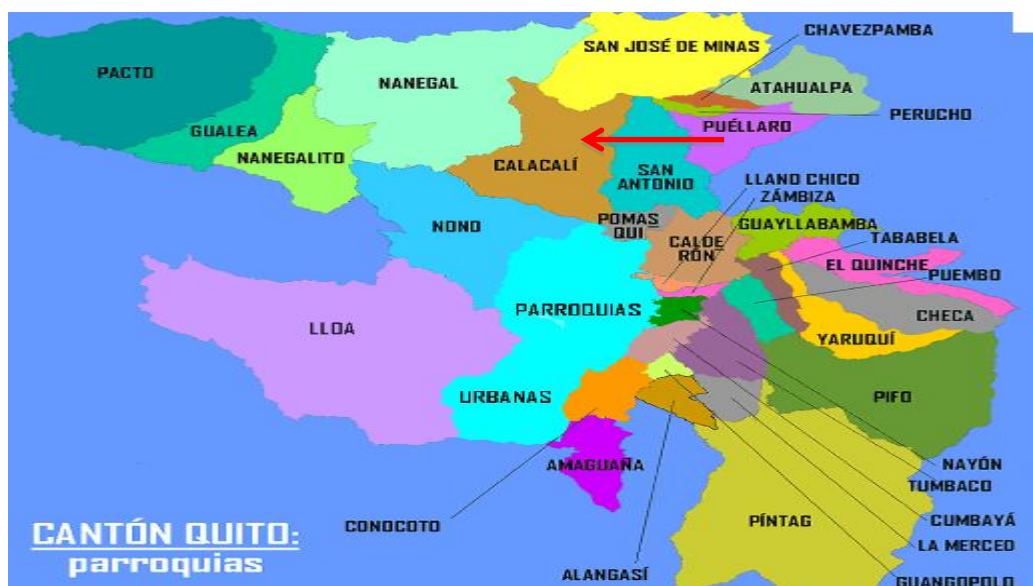 CHAVEZPAMBA
SAN JOSÉ DE MINAS
PACTO
NANEGAL
ATAHUALPA
PERUCHO
GUALEA
PUÉLLARO
NANEGALITO
CALACALÍ
SAN
ANTONIO
LLANO CHICO
ZÁMBIZA
POMAS
QUI
NONO
GUAYLLABAMBA
CALDE
RÓN
TABABELA
EL QUINCHE
PUEMBO
LLOA
PARROQUIAS
CHECA
YARUQUÍ
URBANAS
PIFO
AMAGUAÑA
NAYÓN
TUMBACO
CONOCOTO
PÍNTAG
CUMBAYÁ
LA MERCED
CANTÓN QUITO:
parroquias
ALANGASÍ
GUANGOPOLO